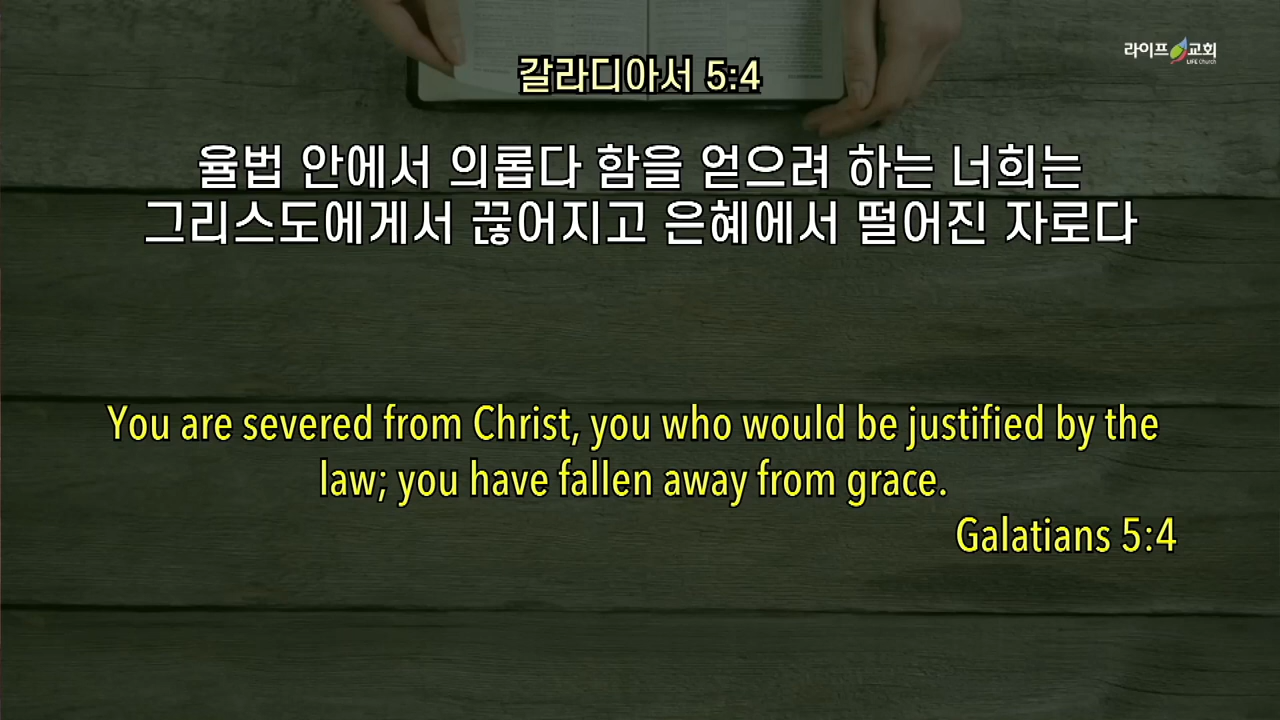 라이프 교회
LIFE Church
갈라디아서 5:4
율법 안에서 의롭다 함을 얻으려 하는 너희는
그리스도에게서 끊어지고 은혜에서 떨어진 자로다
You are severed from Christ, you who would be justified by the
law; you have fallen away from grace.
Galatians 5:4